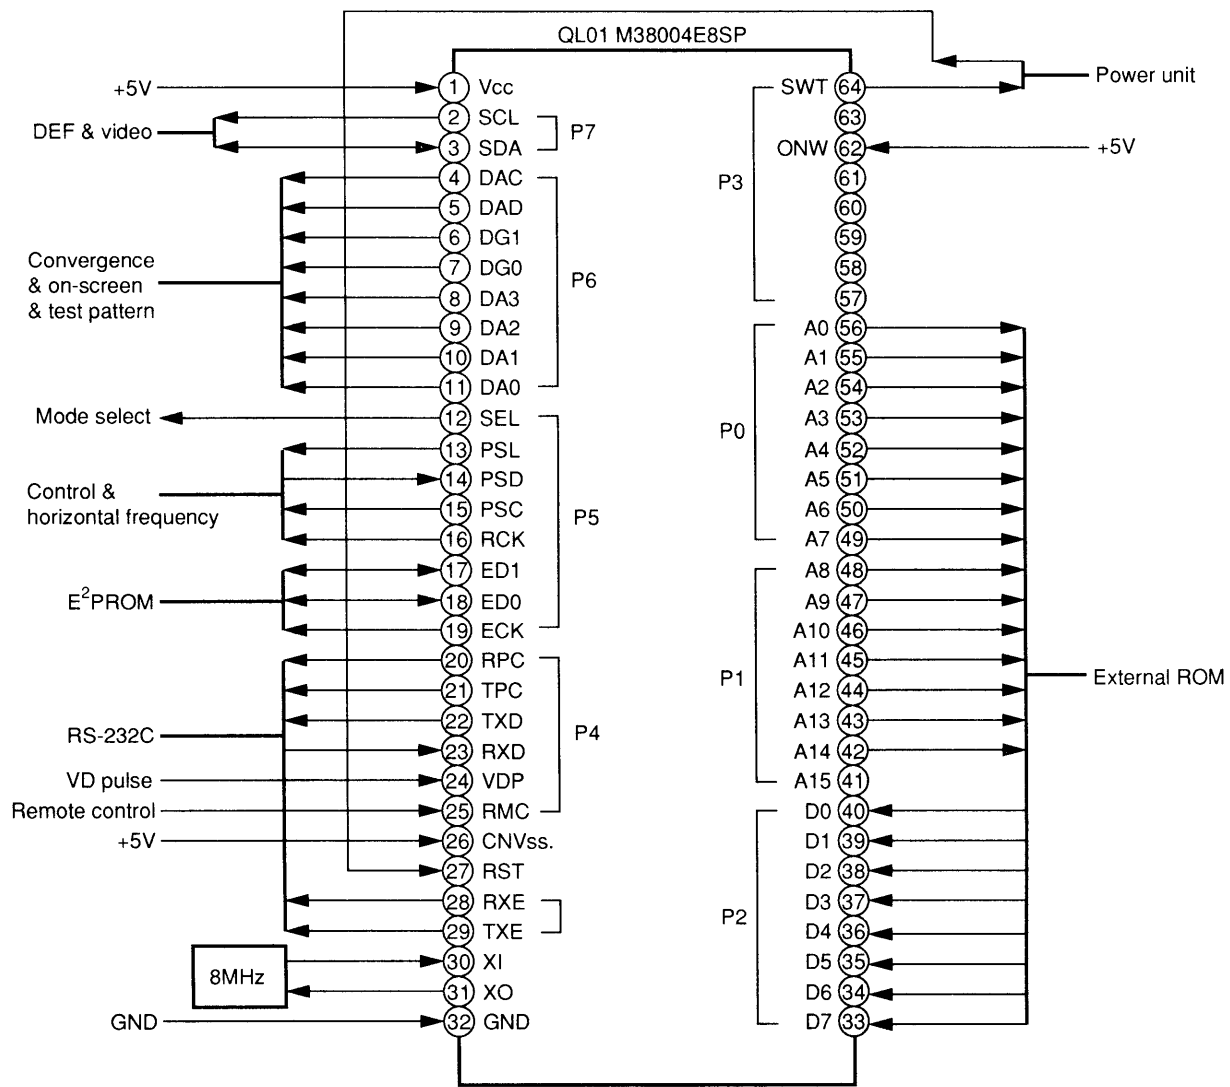 QL01 M38004E8SP
+5V 1 Vcc SWT 64 Power unit
DEF & video 2 SCL P7 63
3 SDA ONW 62 +5V
4 DAC P3 61
5 DAD 60
6 DG1 59
Convergence
& on-screen
& test pattern
7 DG0 P6 58
8 DA3 57
9 DA2 A0 56
10 DA1 A1 55
11 DA0 A2 54
Mode select 12 SEL A3 53
13 PSL P0 A4 52
14 PSD A5 51
Control &
horizontal frequency
15 PSC P5 A6 50
16 RCK A7 49
17 ED1 A8 48
E²PROM 18 ED0 A9 47
19 ECK A10 46
20 RPC A11 45
21 TPC P1 A12 44 External ROM
22 TXD P4 A13 43
RS-232C 23 RXD A14 42
VD pulse 24 VDP A15 41
Remote control 25 RMC D0 40
+5V 26 CNVss. D1 39
27 RST D2 38
28 RXE D3 37
29 TXE P2 D4 36
8MHz 30 XI D5 35
31 XO D6 34
GND 32 GND D7 33